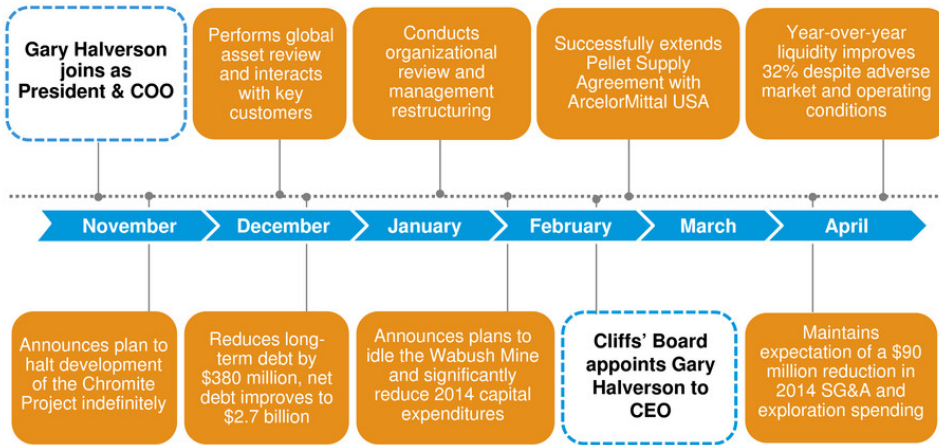 Gary Halverson
joins as
President & COO
Performs global
asset review
and interacts
with key
customers
Conducts
organizational
review and
management
restructuring
Successfully extends
Pellet Supply
Agreement with
ArcelorMittal USA
Year-over-year
liquidity improves
32% despite adverse
market and operating
conditions
November
December
January
February
March
April
Announces plan to
halt development
of the Chromite
Project indefinitely
Reduces long-
term debt by
$380 million, net
debt improves to
$2.7 billion
Announces plans to
idle the Wabush Mine
and significantly
reduce 2014 capital
expenditures
Cliffs’ Board
appoints Gary
Halverson to
CEO
Maintains
expectation of a $90
million reduction in
2014 SG&A and
exploration spending